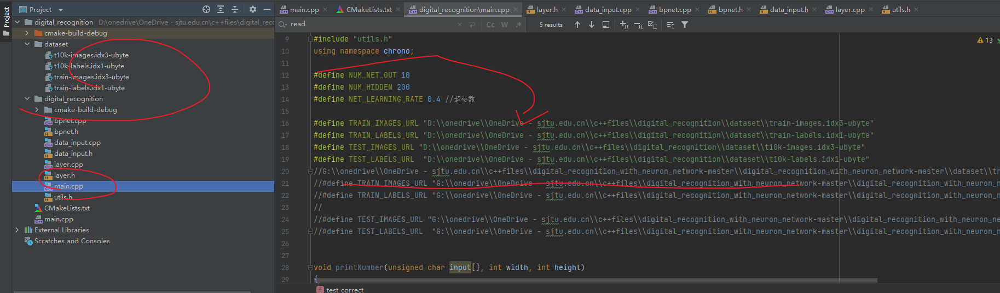 Project
Project
digital_recognition D:\onedrive\OneDrive - sjtu.edu.cn\c++files\digital_reco
cmake-build-debug
dataset
t10k-images.idx3-ubyte
t10k-labels.idx1-ubyte
train-images.idx3-ubyte
train-labels.idx1-ubyte
digital_recognition
cmake-build-debug
bpnet.cpp
bpnet.h
data_input.cpp
data_input.h
layer.cpp
layer.h
main.cpp
utils.h
CMakeLists.txt
main.cpp
External Libraries
Scratches and Consoles
main.cpp CMakeLists.txt digital_recognition\main.cpp layer.h data_input.cpp bpnet.cpp bpnet.h data_input.h layer.cpp utils.h
read Cc W .* 5 results
13
9 #include "utils.h"
10 using namespace chrono;
11
12 #define NUM_NET_OUT 10
13 #define NUM_HIDDEN 200
14 #define NET_LEARNING_RATE 0.4 //超参数
15
16 #define TRAIN_IMAGES_URL "D:\\onedrive\\OneDrive - sjtu.edu.cn\\c++files\\digital_recognition\\dataset\\train-images.idx3-ubyte"
17 #define TRAIN_LABELS_URL "D:\\onedrive\\OneDrive - sjtu.edu.cn\\c++files\\digital_recognition\\dataset\\train-labels.idx1-ubyte"
18 #define TEST_IMAGES_URL "D:\\onedrive\\OneDrive - sjtu.edu.cn\\c++files\\digital_recognition\\dataset\\t10k-images.idx3-ubyte"
19 #define TEST_LABELS_URL  "D:\\onedrive\\OneDrive - sjtu.edu.cn\\c++files\\digital_recognition\\dataset\\t10k-labels.idx1-ubyte"
20 //G:\\onedrive\\OneDrive - sjtu.edu.cn\\c++files\\digital_recognition_with_neuron_network-master\\digital_recognition_with_neuron_network-master\\dataset\\tr
21 //#define TRAIN_IMAGES_URL "G:\\onedrive\\OneDrive - sjtu.edu.cn\\c++files\\digital_recognition_with_neuron_network-master\\digital_recognition_with_neuron_n
22 //#define TRAIN_LABELS_URL "G:\\onedrive\\OneDrive - sjtu.edu.cn\\c++files\\digital_recognition_with_neuron_network-master\\digital_recognition_with_neuron_n
23 //
24 //#define TEST_IMAGES_URL "G:\\onedrive\\OneDrive - sjtu.edu.cn\\c++files\\digital_recognition_with_neuron_network-master\\digital_recognition_with_neuron_ne
25 //#define TEST_LABELS_URL  "G:\\onedrive\\OneDrive - sjtu.edu.cn\\c++files\\digital_recognition_with_neuron_network-master\\digital_recognition_with_neuron_n
26
27
28 void printNumber(unsigned char input[], int width, int height)
29 {
f test correct